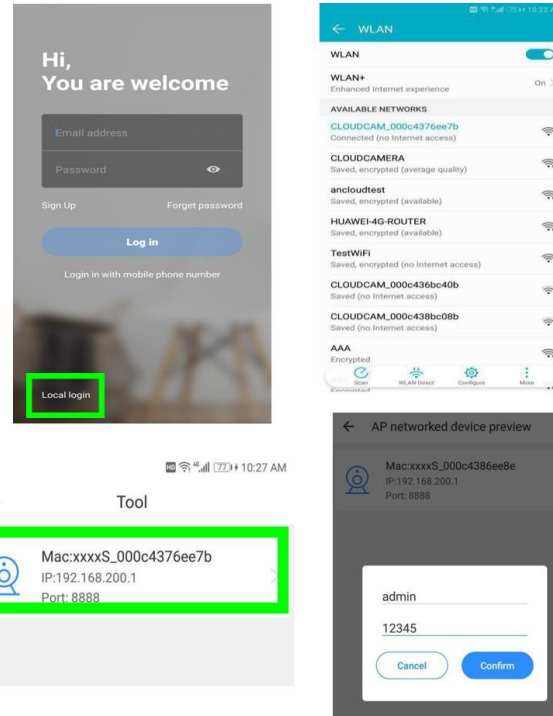 Hi,
You are welcome
Email address
Password
Sign Up Forget password
Log in
Login in with mobile phone number
Local login
10:22 A
WLAN
WLAN
WLAN+
Enhanced Internet experience
On
AVAILABLE NETWORKS
CLOUDCAM_000c4376ee7b
Connected (no Internet access)
CLOUDCAMERA
Saved, encrypted (average quality)
ancloudtest
Saved, encrypted (available)
HUAWEI-4G-ROUTER
Saved, encrypted (available)
TestWiFi
Saved, encrypted (no Internet access)
CLOUDCAM_000c436bc40b
Saved (no Internet access)
CLOUDCAM_000c438bc08b
Saved (no Internet access)
AAA
Encrypted
Scan WLAN Direct Configure More
Encrypted
HD 77 10:27 AM
Tool
Mac:xxxxS_000c4376ee7b
IP:192.168.200.1
Port: 8888
AP networked device preview
Mac:xxxxS_000c4386ee8e
IP:192.168.200.1
Port: 8888
admin
12345
Cancel Confirm